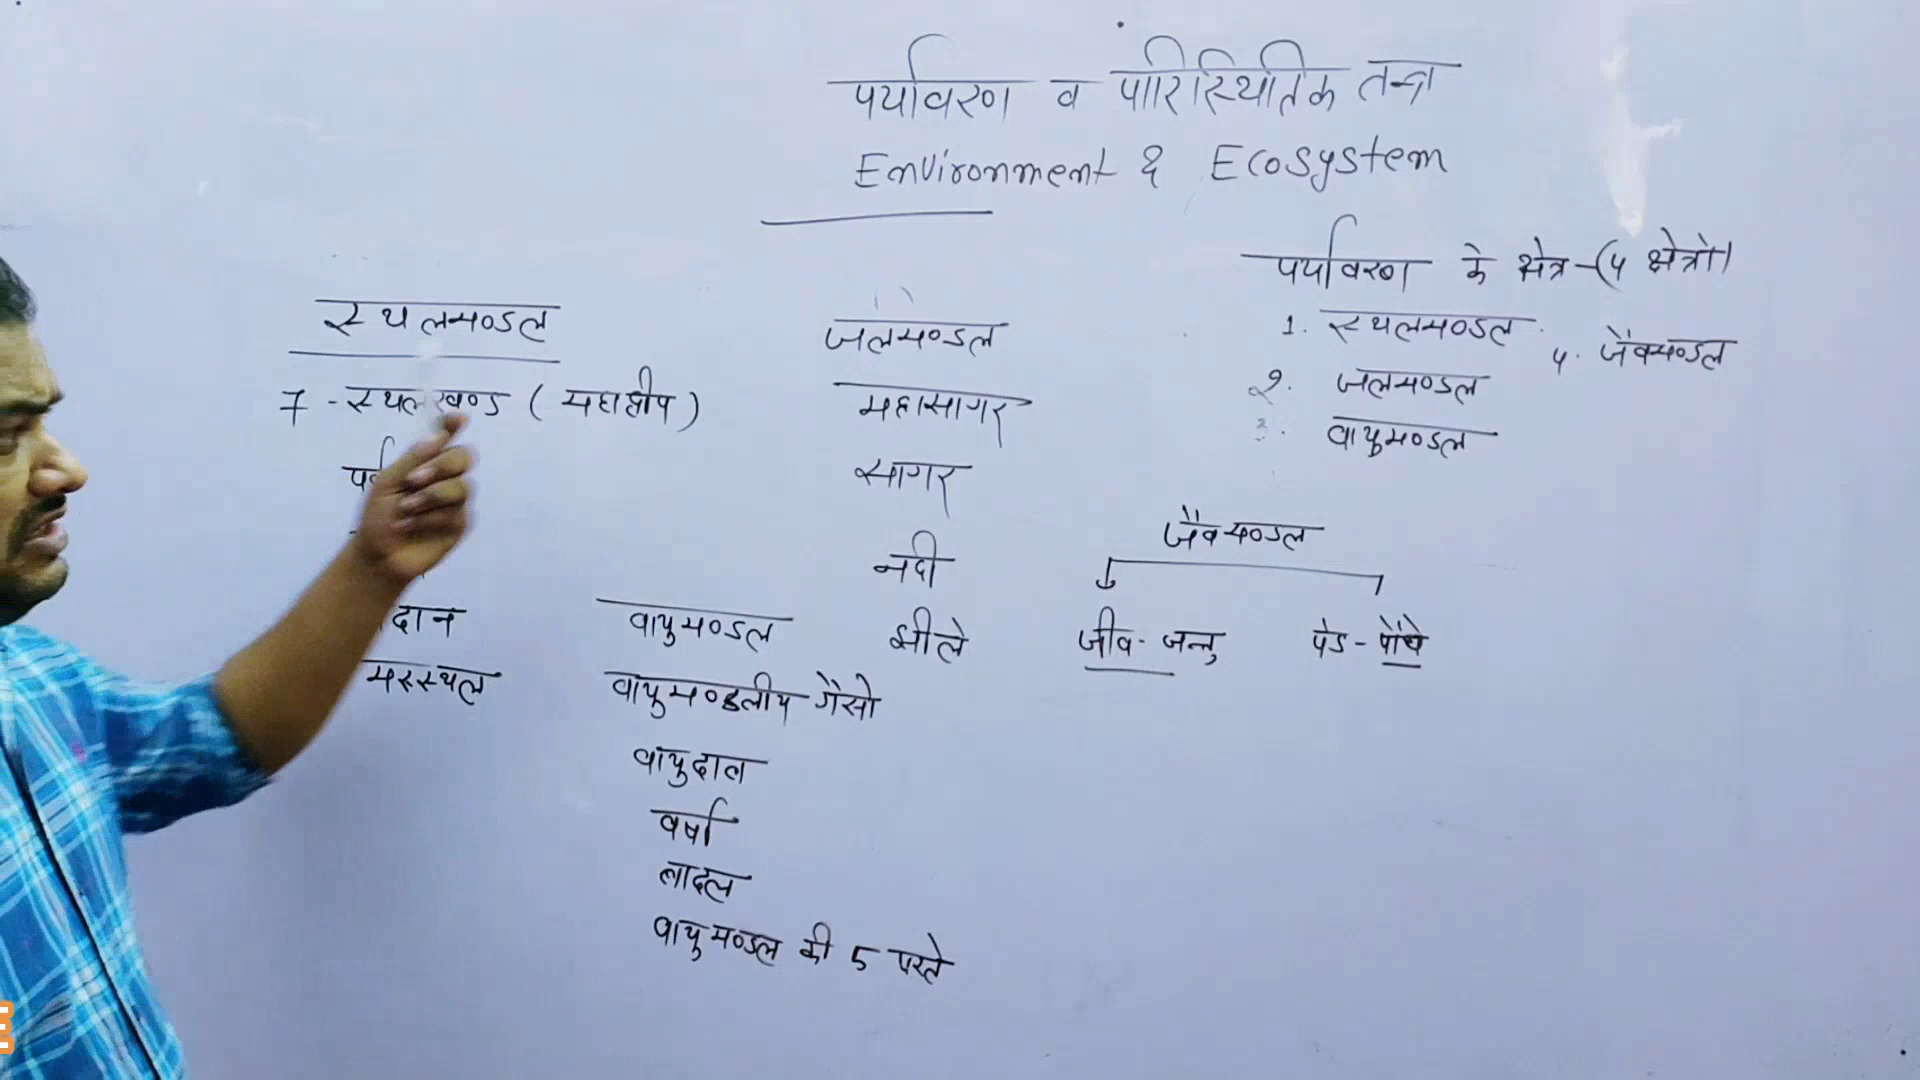 पर्यावरण व पारिस्थितिक तन्त्र
Environment & Ecosystem
पर्यावरण के क्षेत्र-(4 क्षेत्रो)
1. स्थलमण्डल
2. जलमण्डल
3. वायुमण्डल
4. जैवमण्डल
स्थलमण्डल
7 - स्थलखण्ड (महाद्वीप)
मरुस्थल
जलमण्डल
महासागर
सागर
नदी
झीले
वायुमण्डल
वायुमण्डलीय गैसो
वायुदाब
वर्षा
बादल
वायुमण्डल की 5 परते
जैवमण्डल
जीव-जन्तु पेड-पौधे